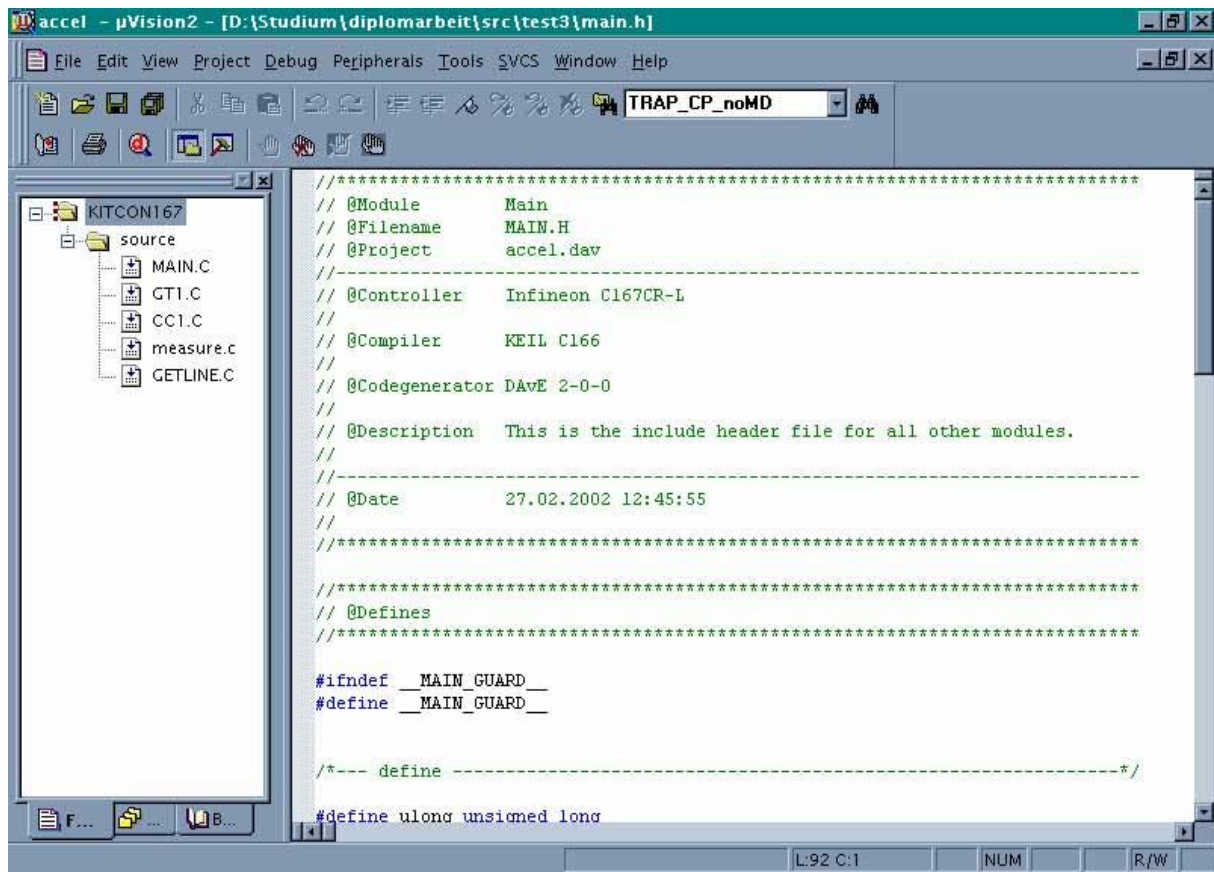 accel - µVision2 - [D:\Studium\diplomarbeit\src\test3\main.h]
File Edit View Project Debug Peripherals Tools SVCS Window Help
TRAP_CP_noMD
KITCON167
source
MAIN.C
GT1.C
CC1.C
measure.c
GETLINE.C
F...
...
B...
//****************************************************************************
// @Module        Main
// @Filename      MAIN.H
// @Project       accel.dav
//----------------------------------------------------------------------------
// @Controller    Infineon C167CR-L
//
// @Compiler      KEIL C166
//
// @Codegenerator DAvE 2-0-0
//
// @Description   This is the include header file for all other modules.
//
//----------------------------------------------------------------------------
// @Date          27.02.2002 12:45:55
//
//****************************************************************************
//****************************************************************************
// @Defines
//****************************************************************************
#ifndef __MAIN_GUARD__
#define __MAIN_GUARD__
/*--- define ---------------------------------------------------------------*/
#define ulong unsigned long
L:92 C:1 NUM R/W